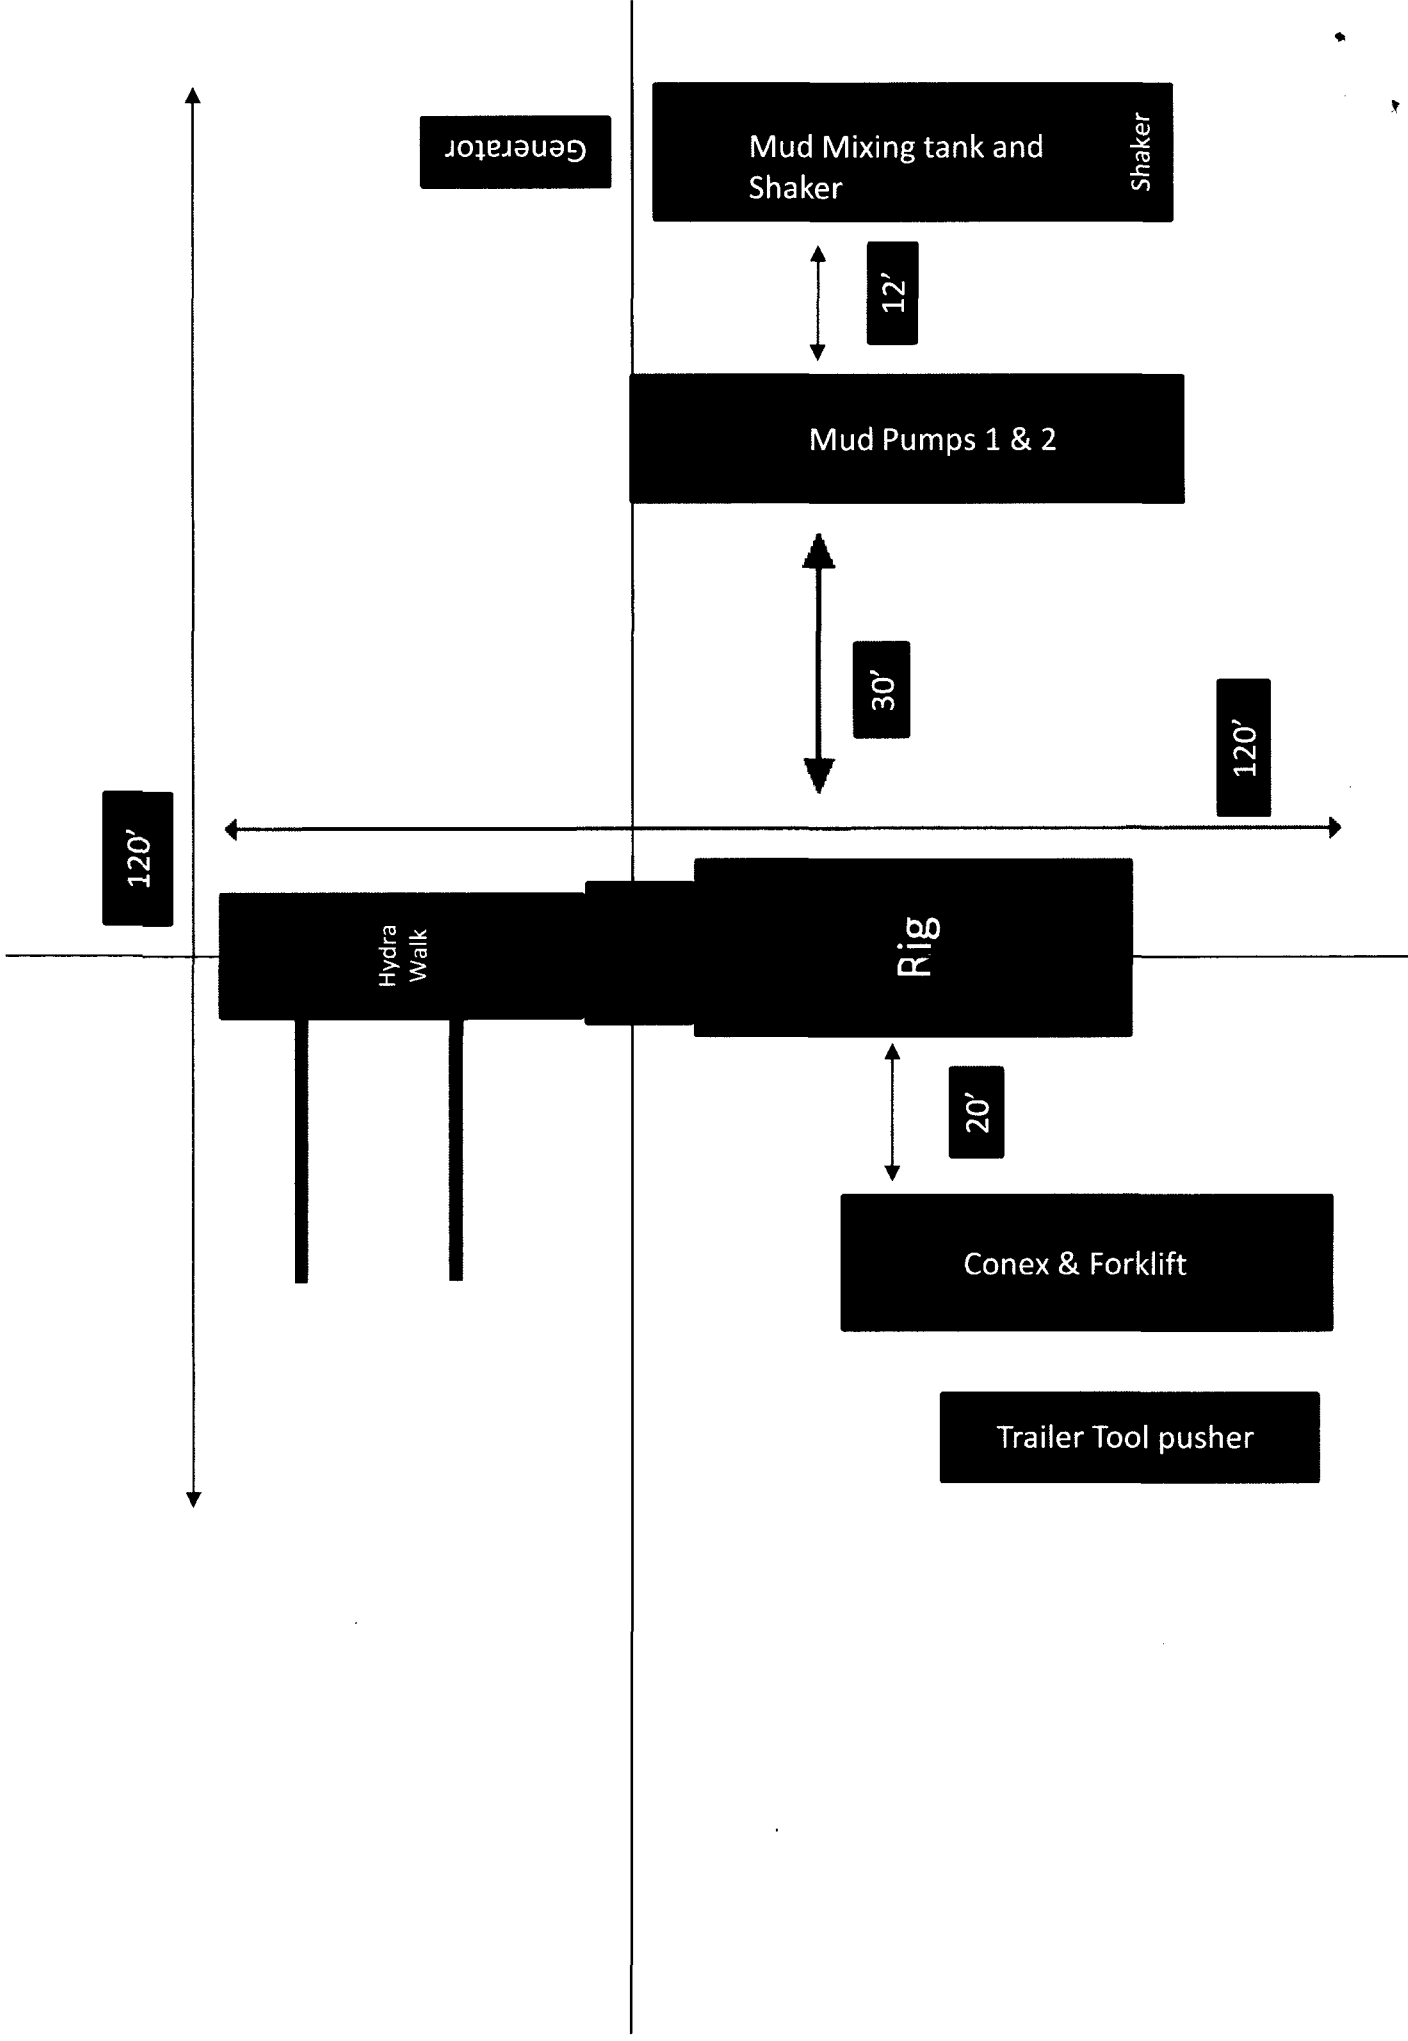 Generator
Mud Mixing tank and
Shaker
Shaker
12’
Mud Pumps 1 & 2
30’
120’
120’
Hydra
Walk
Rig
20’
Conex & Forklift
Trailer Tool pusher